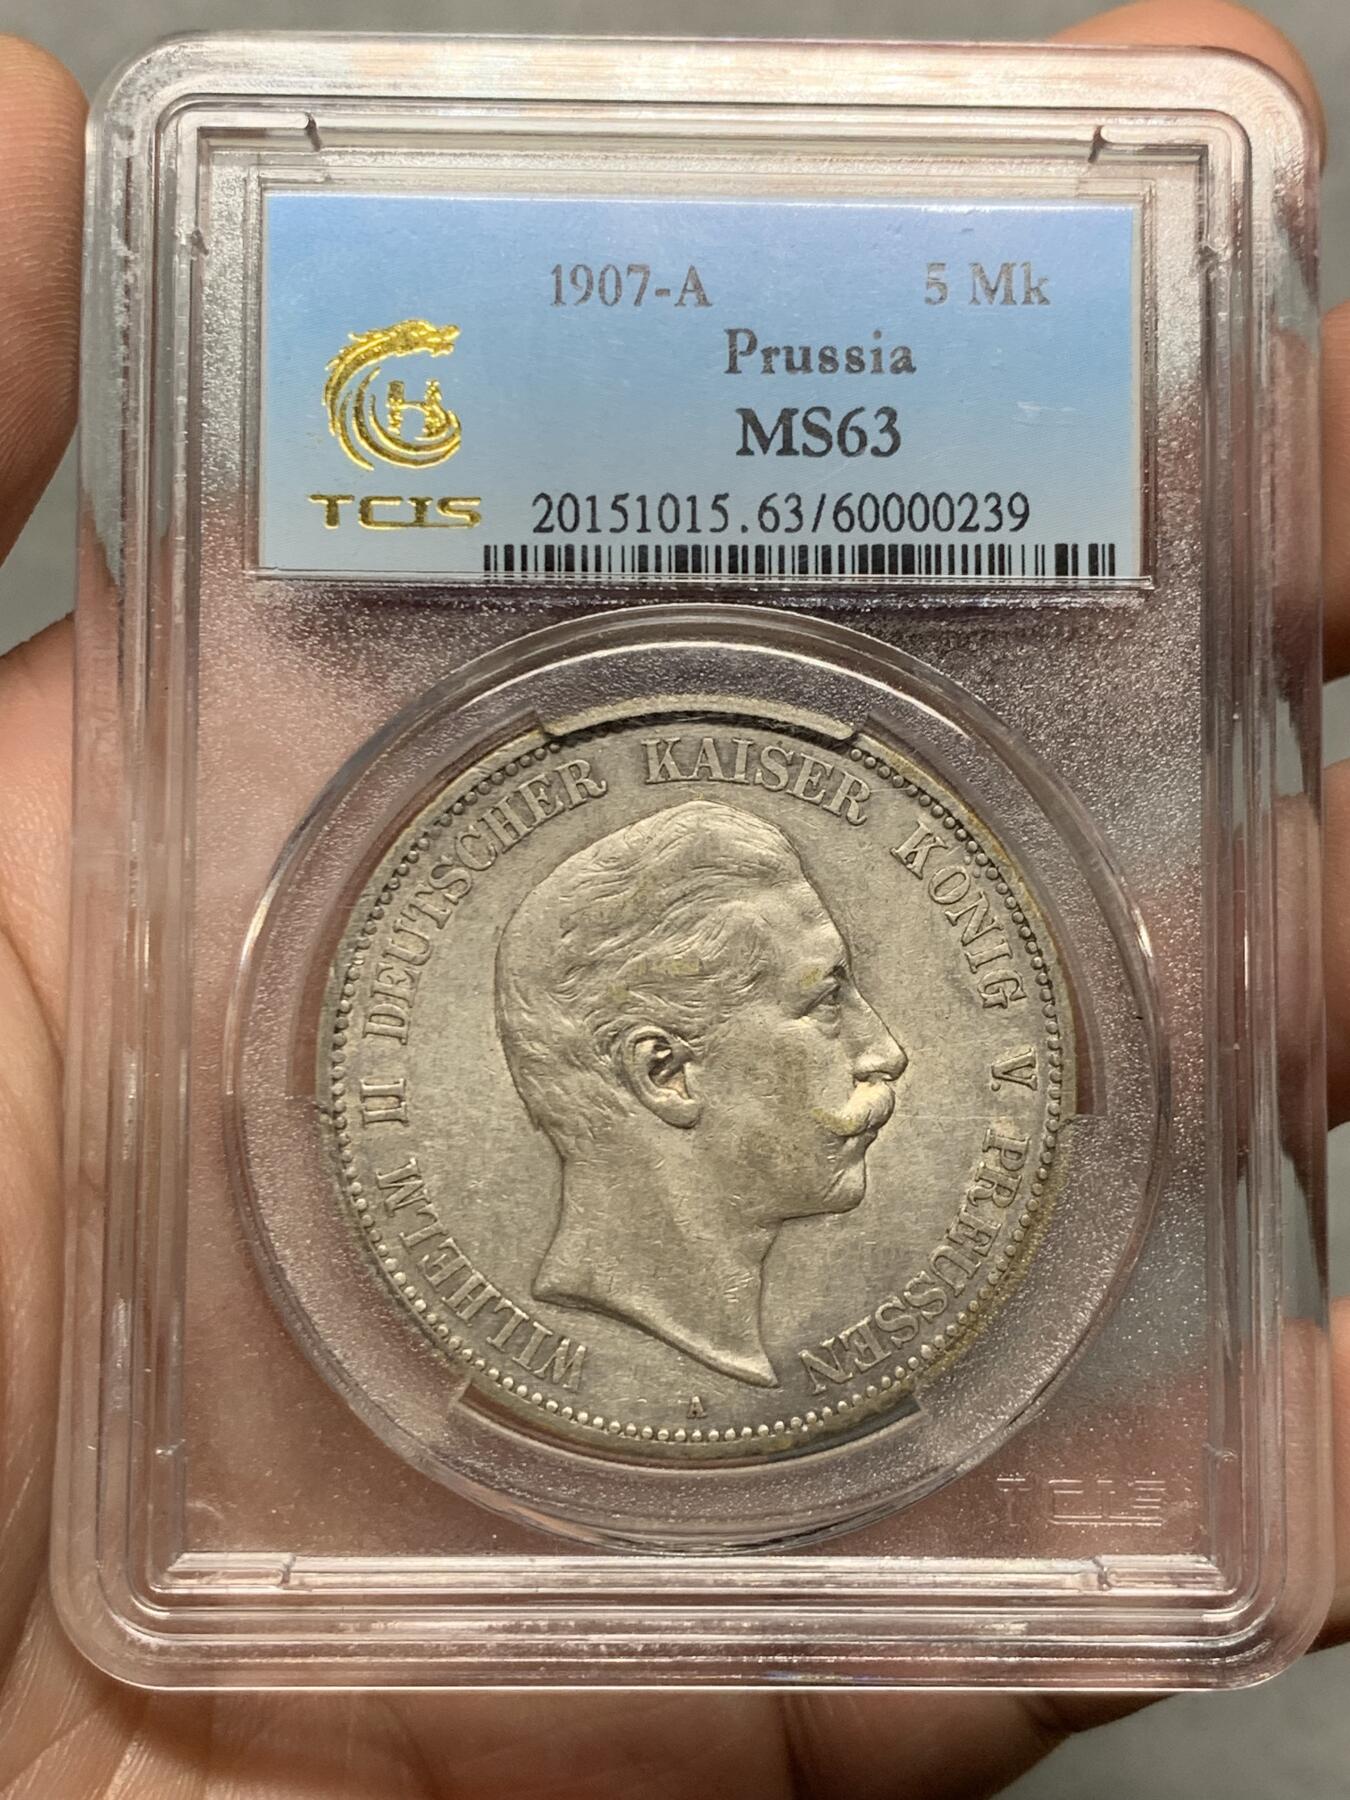 1907-A 5 Mk
Prussia
MS63
H
TCIS
20151015.63/60000239
WILHELM II DEUTSCHER KAISER KÖNIG V. PREUSSEN
A
TCIS